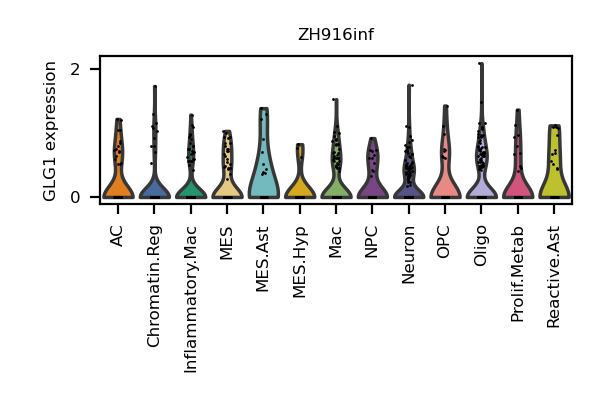 ZH916inf
GLG1 expression
2
0
AC
Chromatin.Reg
Inflammatory.Mac
MES
MES.Ast
MES.Hyp
Mac
NPC
Neuron
OPC
Oligo
Prolif.Metab
Reactive.Ast